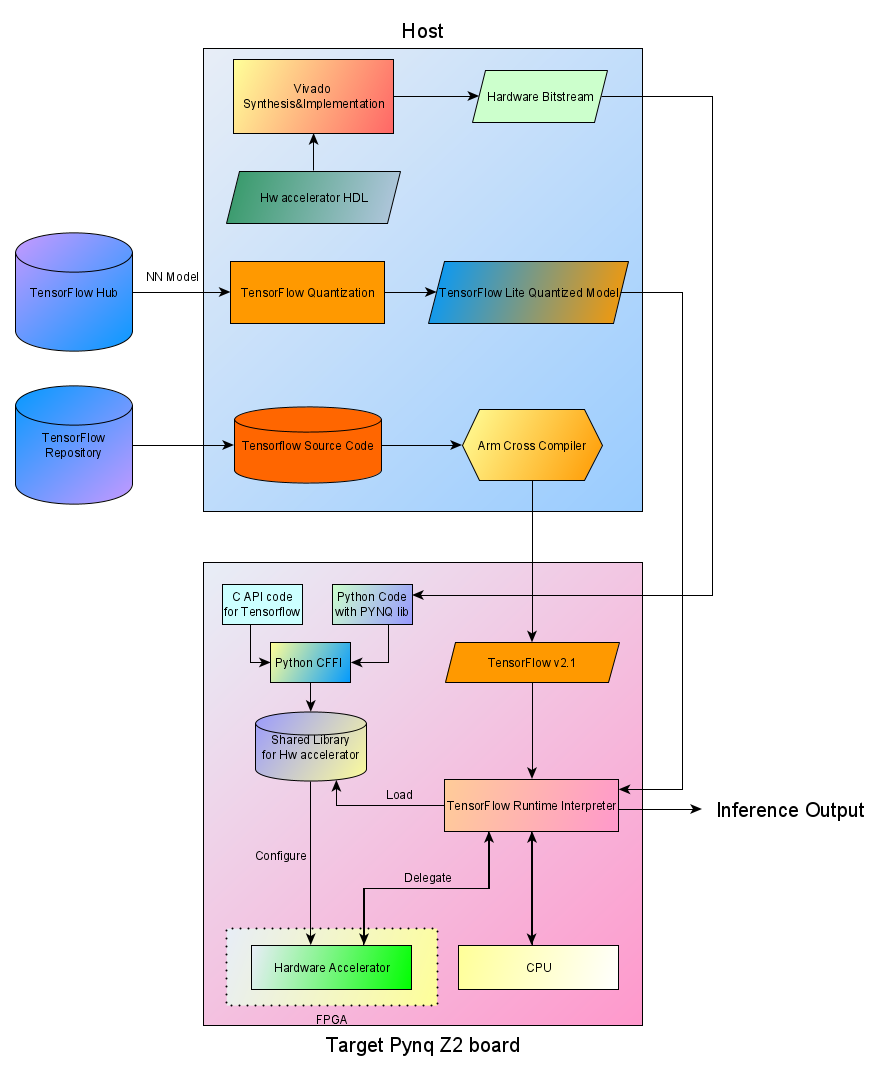 Host
Vivado
Synthesis&Implementation
Hardware Bitstream
Hw accelerator HDL
NN Model
TensorFlow Hub
TensorFlow Quantization
TensorFlow Lite Quantized Model
TensorFlow
Repository
Tensorflow Source Code
Arm Cross Compiler
C API code
for Tensorflow
Python Code
with PYNQ lib
Python CFFI
TensorFlow v2.1
Shared Library
for Hw accelerator
Load
TensorFlow Runtime Interpreter
Inference Output
Configure
Delegate
Hardware Accelerator
CPU
FPGA
Target Pynq Z2 board